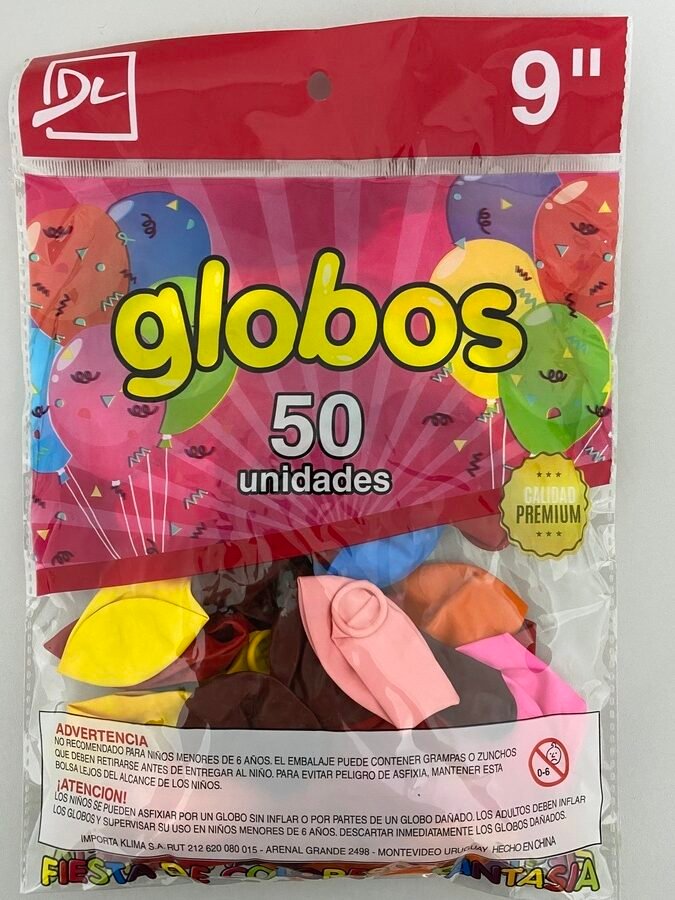 DL
9"
globos
50
unidades
CALIDAD
PREMIUM
ADVERTENCIA
NO RECOMENDADO PARA NIÑOS MENORES DE 6 AÑOS. EL EMBALAJE PUEDE CONTENER GRAMPAS O ZUNCHOS
QUE DEBEN RETIRARSE ANTES DE ENTREGAR AL NIÑO. PARA EVITAR PELIGRO DE ASFIXIA, MANTENER ESTA
BOLSA LEJOS DEL ALCANCE DE LOS NIÑOS.
0-6
¡ATENCION!
LOS NIÑOS SE PUEDEN ASFIXIAR POR UN GLOBO SIN INFLAR O POR PARTES DE UN GLOBO DAÑADO. LOS ADULTOS DEBEN INFLAR
LOS GLOBOS Y SUPERVISAR SU USO EN NIÑOS MENORES DE 6 AÑOS. DESCARTAR INMEDIATAMENTE LOS GLOBOS DAÑADOS.
IMPORTA KLIMA S.A. RUT 212 620 080 015 - ARENAL GRANDE 2498 - MONTEVIDEO URUGUAY HECHO EN CHINA
FIESTA DE COLORES FANTASIA